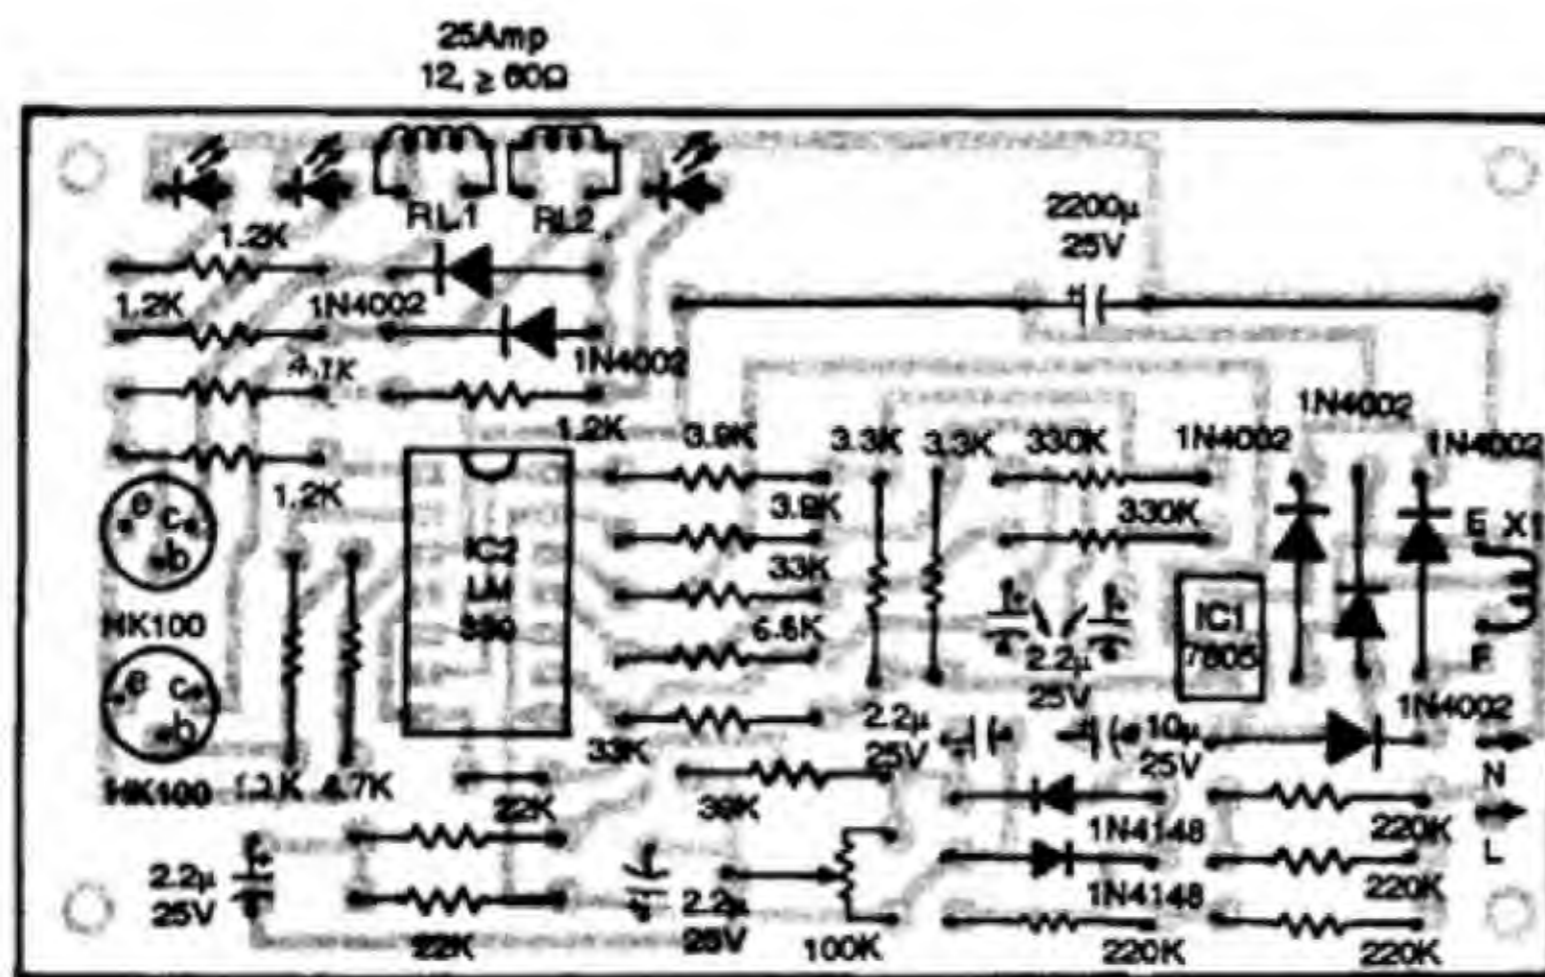 25Amp
12, ≥ 60Ω
RL1
RL2
2200µ
25V
1.2K
1.2K
1N4002
4.7K
1N4002
1.2K
1N4002
1.2K
3.9K
3.3K
3.3K
330K
1N4002
1N4002
e c
b
3.9K
330K
E X1
IC2
LM
33K
HK100
6.8K
IC1
7805
F
2.2µ
25V
e c
b
2.2µ
25V
10µ
25V
1N4002
33K
N
HK100
1.2K
4.7K
22K
39K
1N4148
220K
L
2.2µ
25V
2.2µ
25V
1N4148
220K
22K
100K
220K
220K